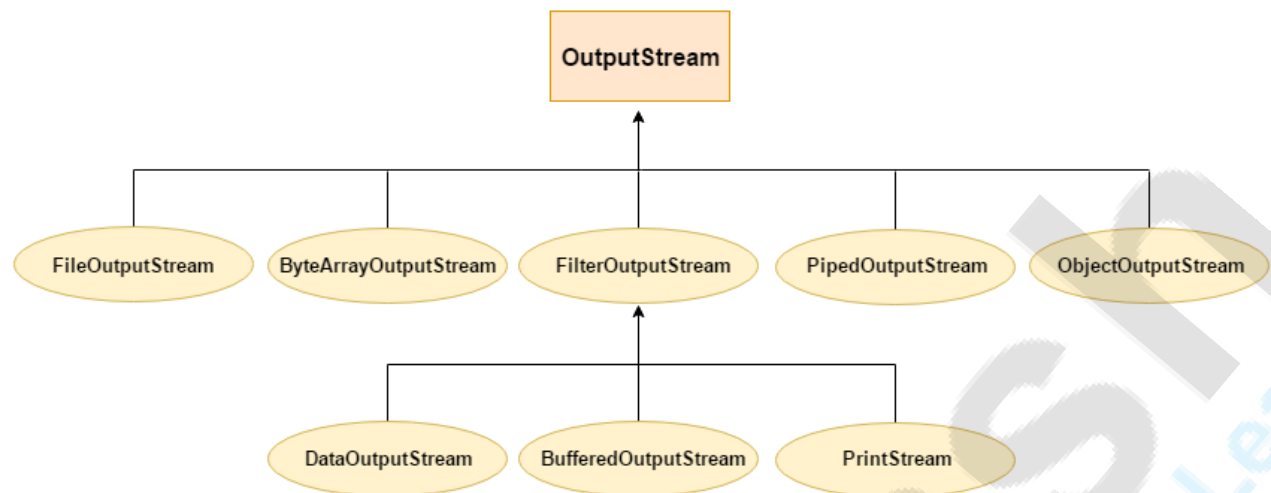 OutputStream
FileOutputStream
ByteArrayOutputStream
FilterOutputStream
PipedOutputStream
ObjectOutputStream
DataOutputStream
BufferedOutputStream
PrintStream